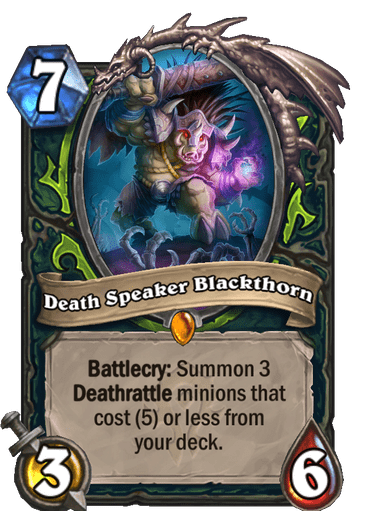 7
Death Speaker Blackthorn
Battlecry: Summon 3
Deathrattle minions that
cost (5) or less from
your deck.
3
6